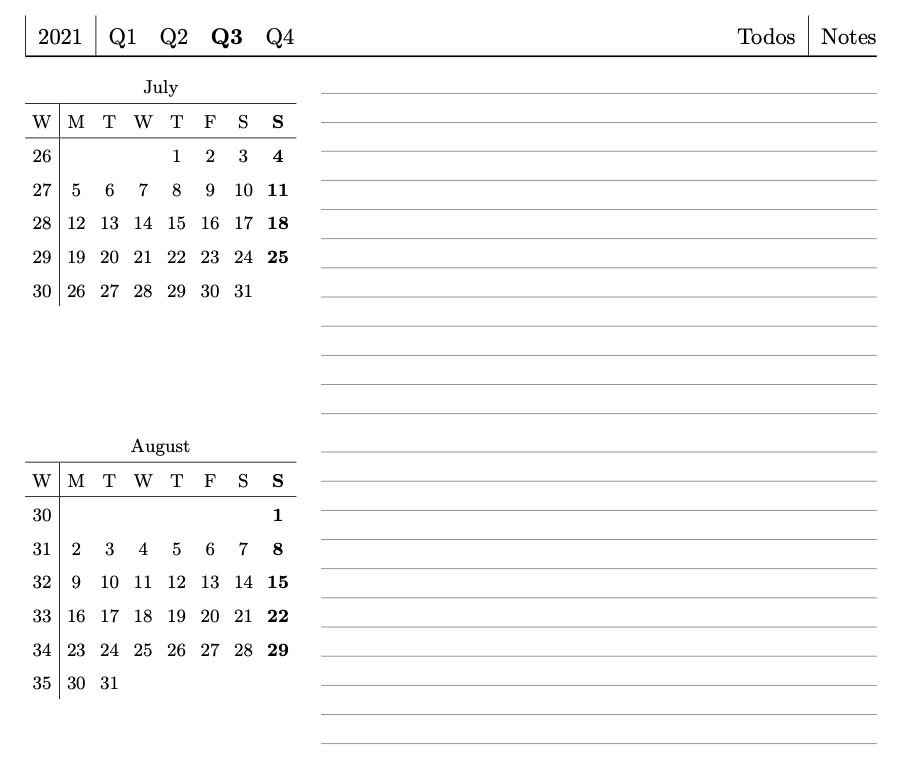 2021 Q1 Q2 Q3 Q4 Todos Notes
July
W M T W T F S S
26 1 2 3 4
27 5 6 7 8 9 10 11
28 12 13 14 15 16 17 18
29 19 20 21 22 23 24 25
30 26 27 28 29 30 31
August
W M T W T F S S
30 1
31 2 3 4 5 6 7 8
32 9 10 11 12 13 14 15
33 16 17 18 19 20 21 22
34 23 24 25 26 27 28 29
35 30 31